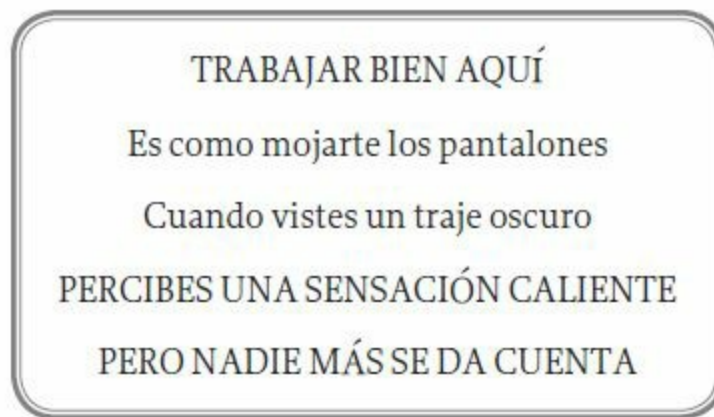 TRABAJAR BIEN AQUÍ
Es como mojarte los pantalones
Cuando vistes un traje oscuro
PERCIBES UNA SENSACIÓN CALIENTE
PERO NADIE MÁS SE DA CUENTA